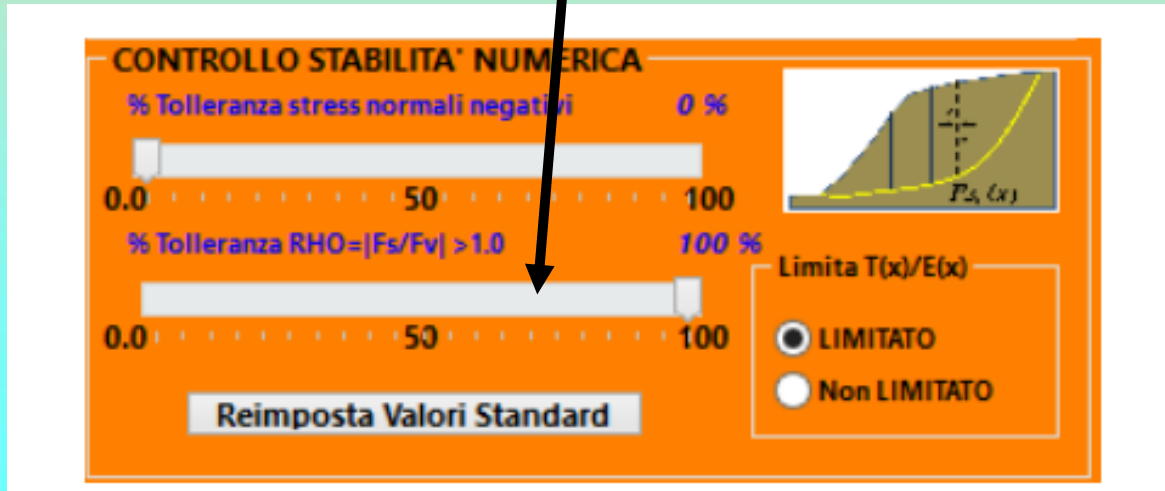 CONTROLLO STABILITA' NUMERICA
% Tolleranza stress normali negativi 0 %
0.0 50 100
% Tolleranza RHO=|Fs/Fv| >1.0 100 %
0.0 50 100
Reimposta Valori Standard
Limita T(x)/E(x)
LIMITATO
Non LIMITATO